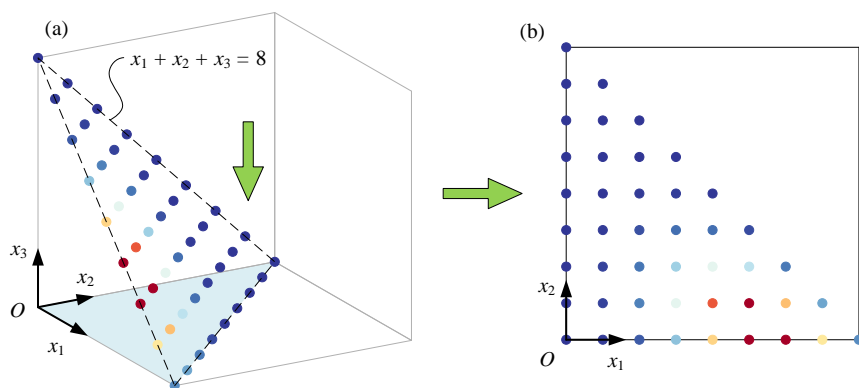 (a)
x₁ + x₂ + x₃ = 8
x₃
x₂
O
x₁
(b)
x₂
O
x₁